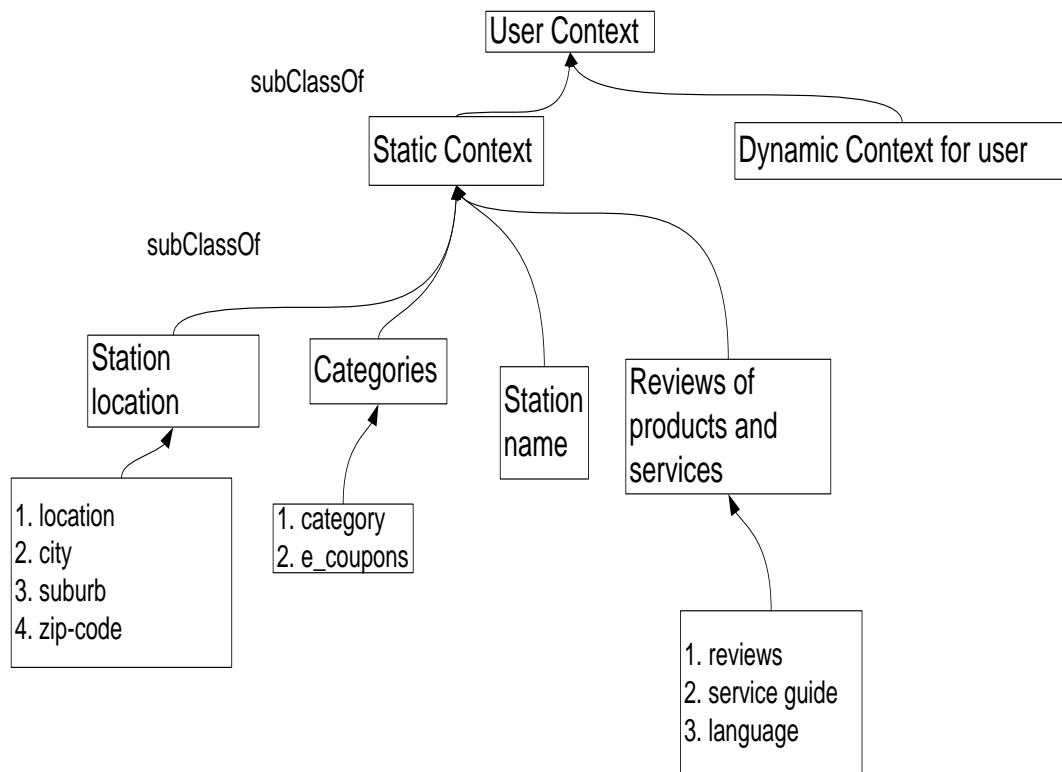 User Context
subClassOf
Static Context
Dynamic Context for user
subClassOf
Station
location
Categories
Station
name
Reviews of
products and
services
1. location
2. city
3. suburb
4. zip-code
1. category
2. e_coupons
1. reviews
2. service guide
3. language